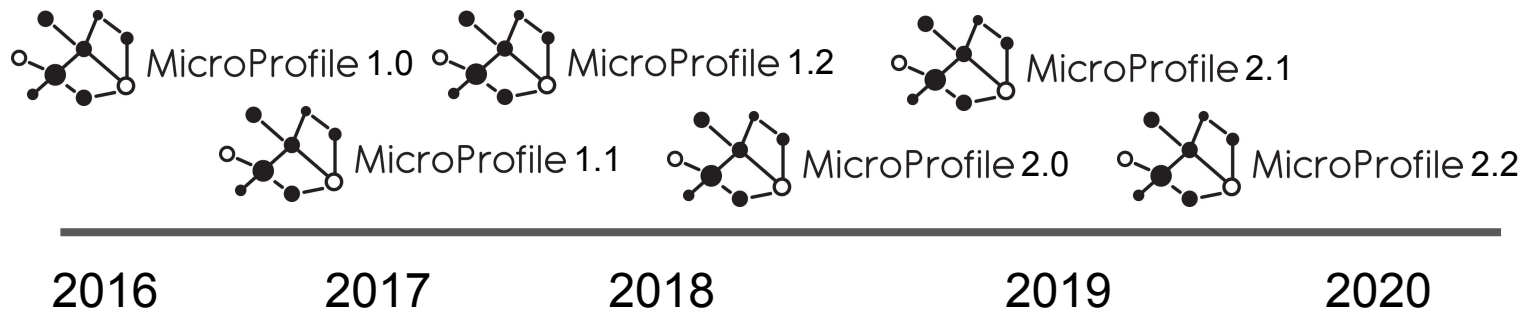 MicroProfile 1.0
MicroProfile 1.2
MicroProfile 2.1
MicroProfile 1.1
MicroProfile 2.0
MicroProfile 2.2
2016
2017
2018
2019
2020